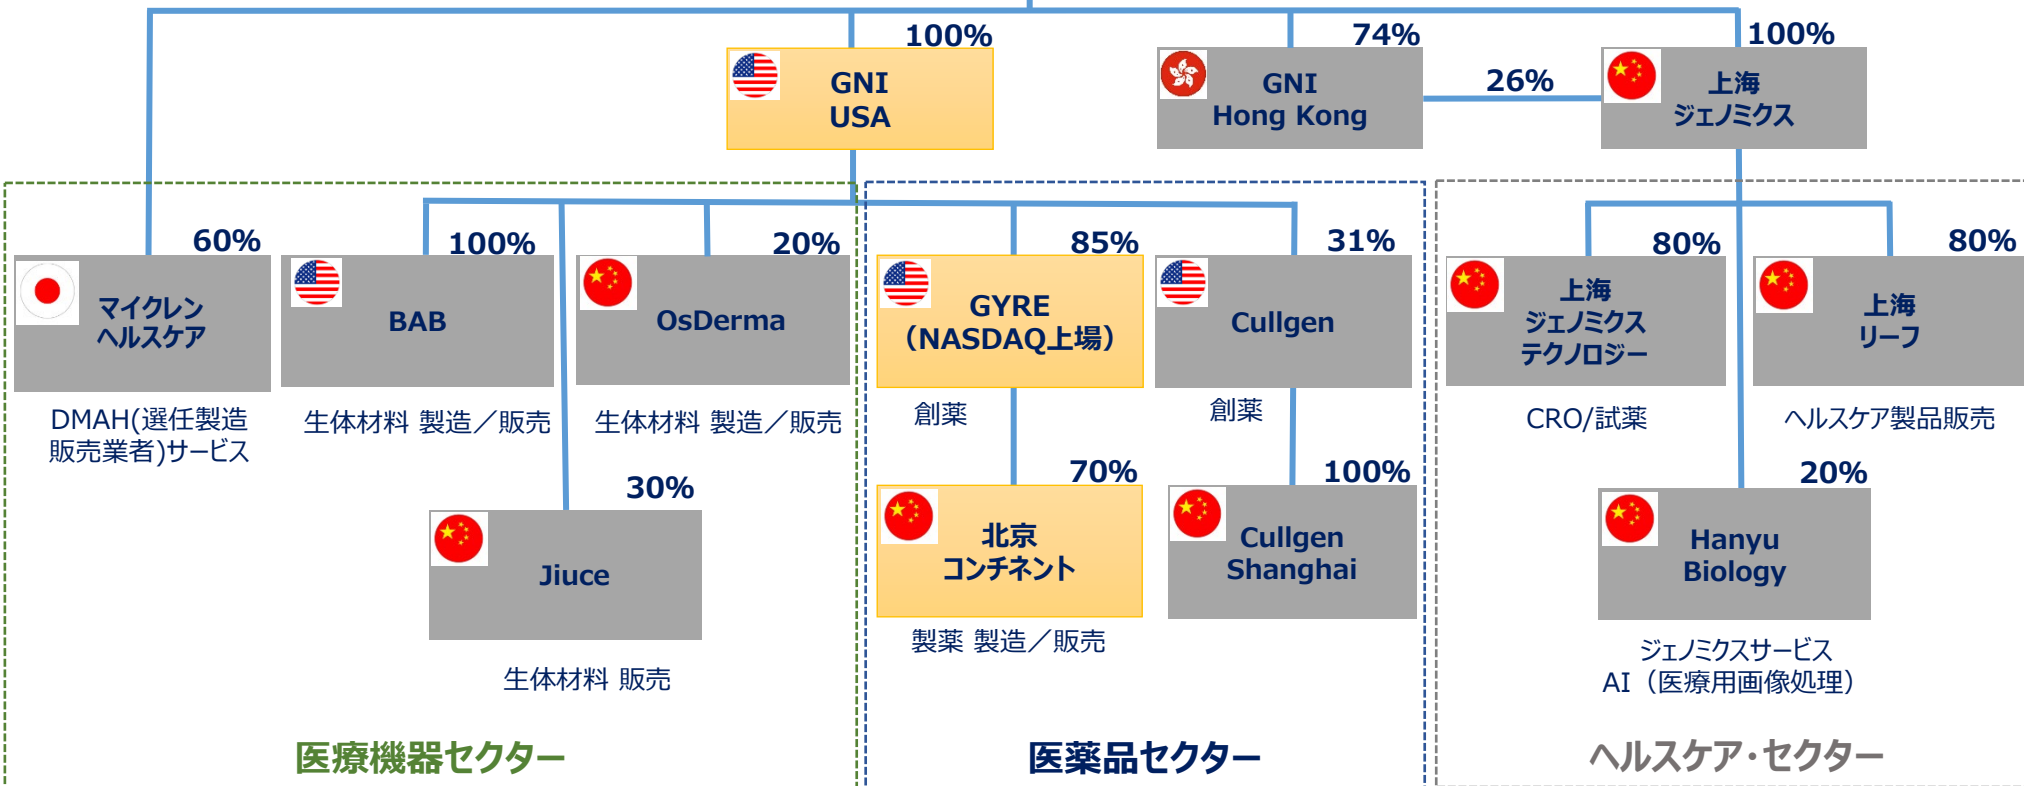 100%
GNI
USA
74%
GNI
Hong Kong
26%
100%
上海
ジェノミクス
60%
マイクレン
ヘルスケア
DMAH(選任製造
販売業者)サービス
100%
BAB
生体材料 製造／販売
20%
OsDerma
生体材料 製造／販売
30%
Jiuce
生体材料 販売
医療機器セクター
85%
GYRE
（NASDAQ上場）
創薬
31%
Cullgen
創薬
70%
北京
コンチネント
製薬 製造／販売
100%
Cullgen
Shanghai
医薬品セクター
80%
上海
ジェノミクス
テクノロジー
CRO/試薬
80%
上海
リーフ
ヘルスケア製品販売
20%
Hanyu
Biology
ジェノミクスサービス
AI（医療用画像処理）
ヘルスケア・セクター